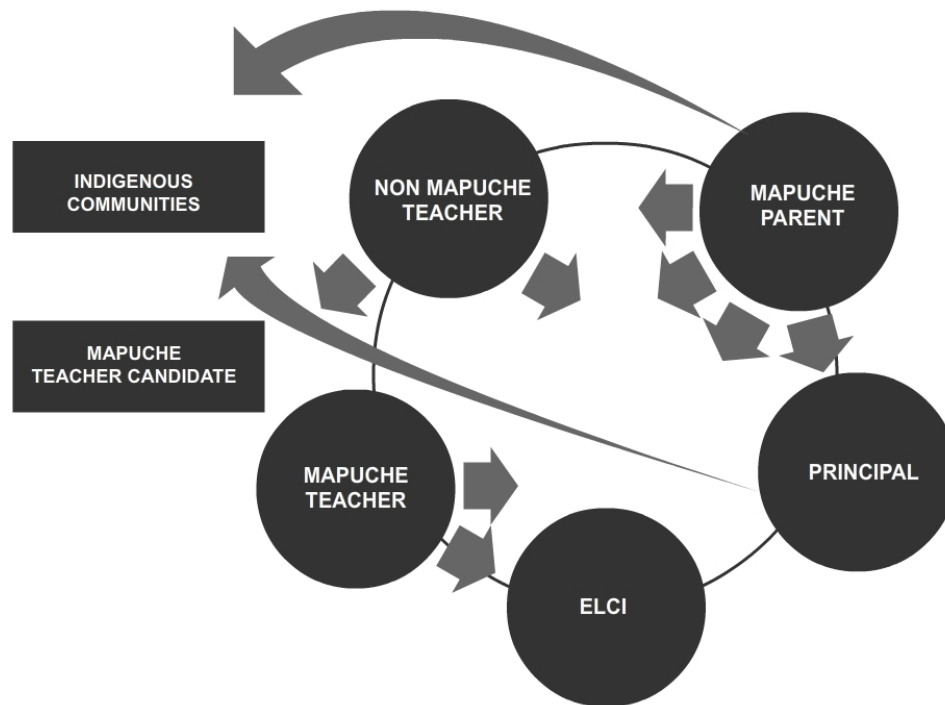 INDIGENOUS
COMMUNITIES
NON MAPUCHE
TEACHER
MAPUCHE
PARENT
MAPUCHE
TEACHER CANDIDATE
MAPUCHE
TEACHER
PRINCIPAL
ELCI